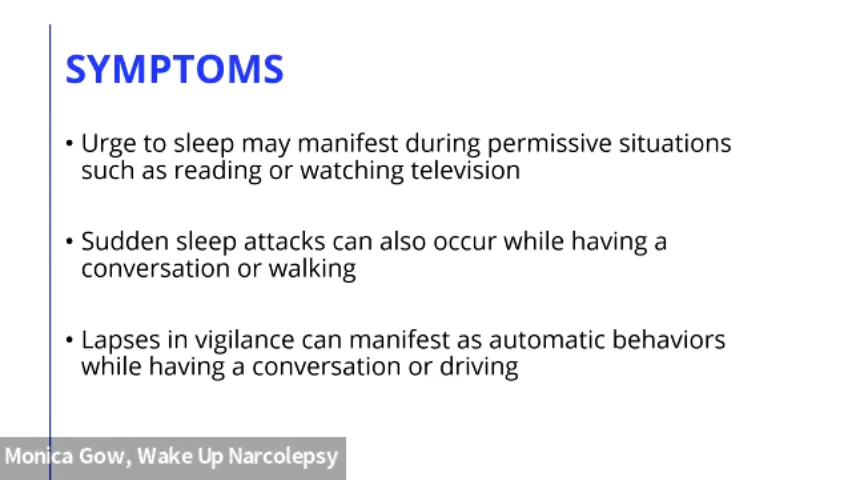 SYMPTOMS
• Urge to sleep may manifest during permissive situations
such as reading or watching television
• Sudden sleep attacks can also occur while having a
conversation or walking
• Lapses in vigilance can manifest as automatic behaviors
while having a conversation or driving
Monica Gow, Wake Up Narcolepsy